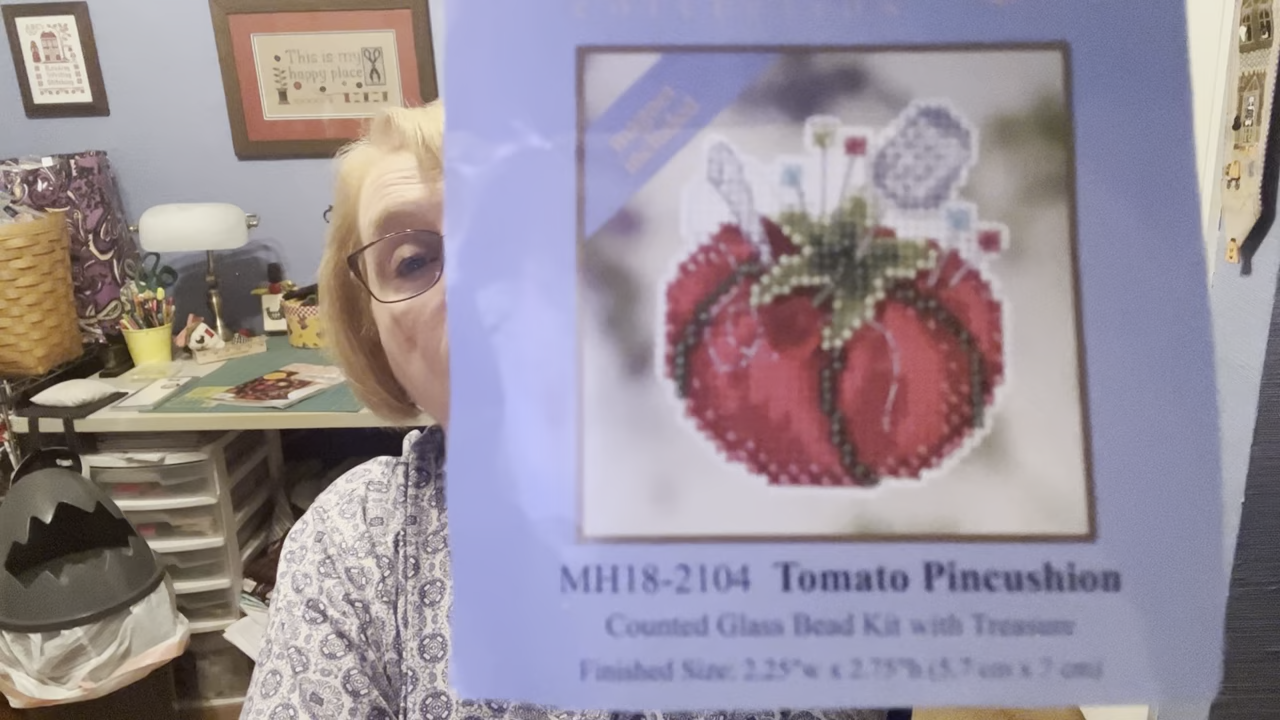 This is my
happy place
MH18-2104 Tomato Pincushion
Counted Glass Bead Kit with Treasure
Finished Size: 2.25"w x 2.75"h (5.7 cm x 7 cm)